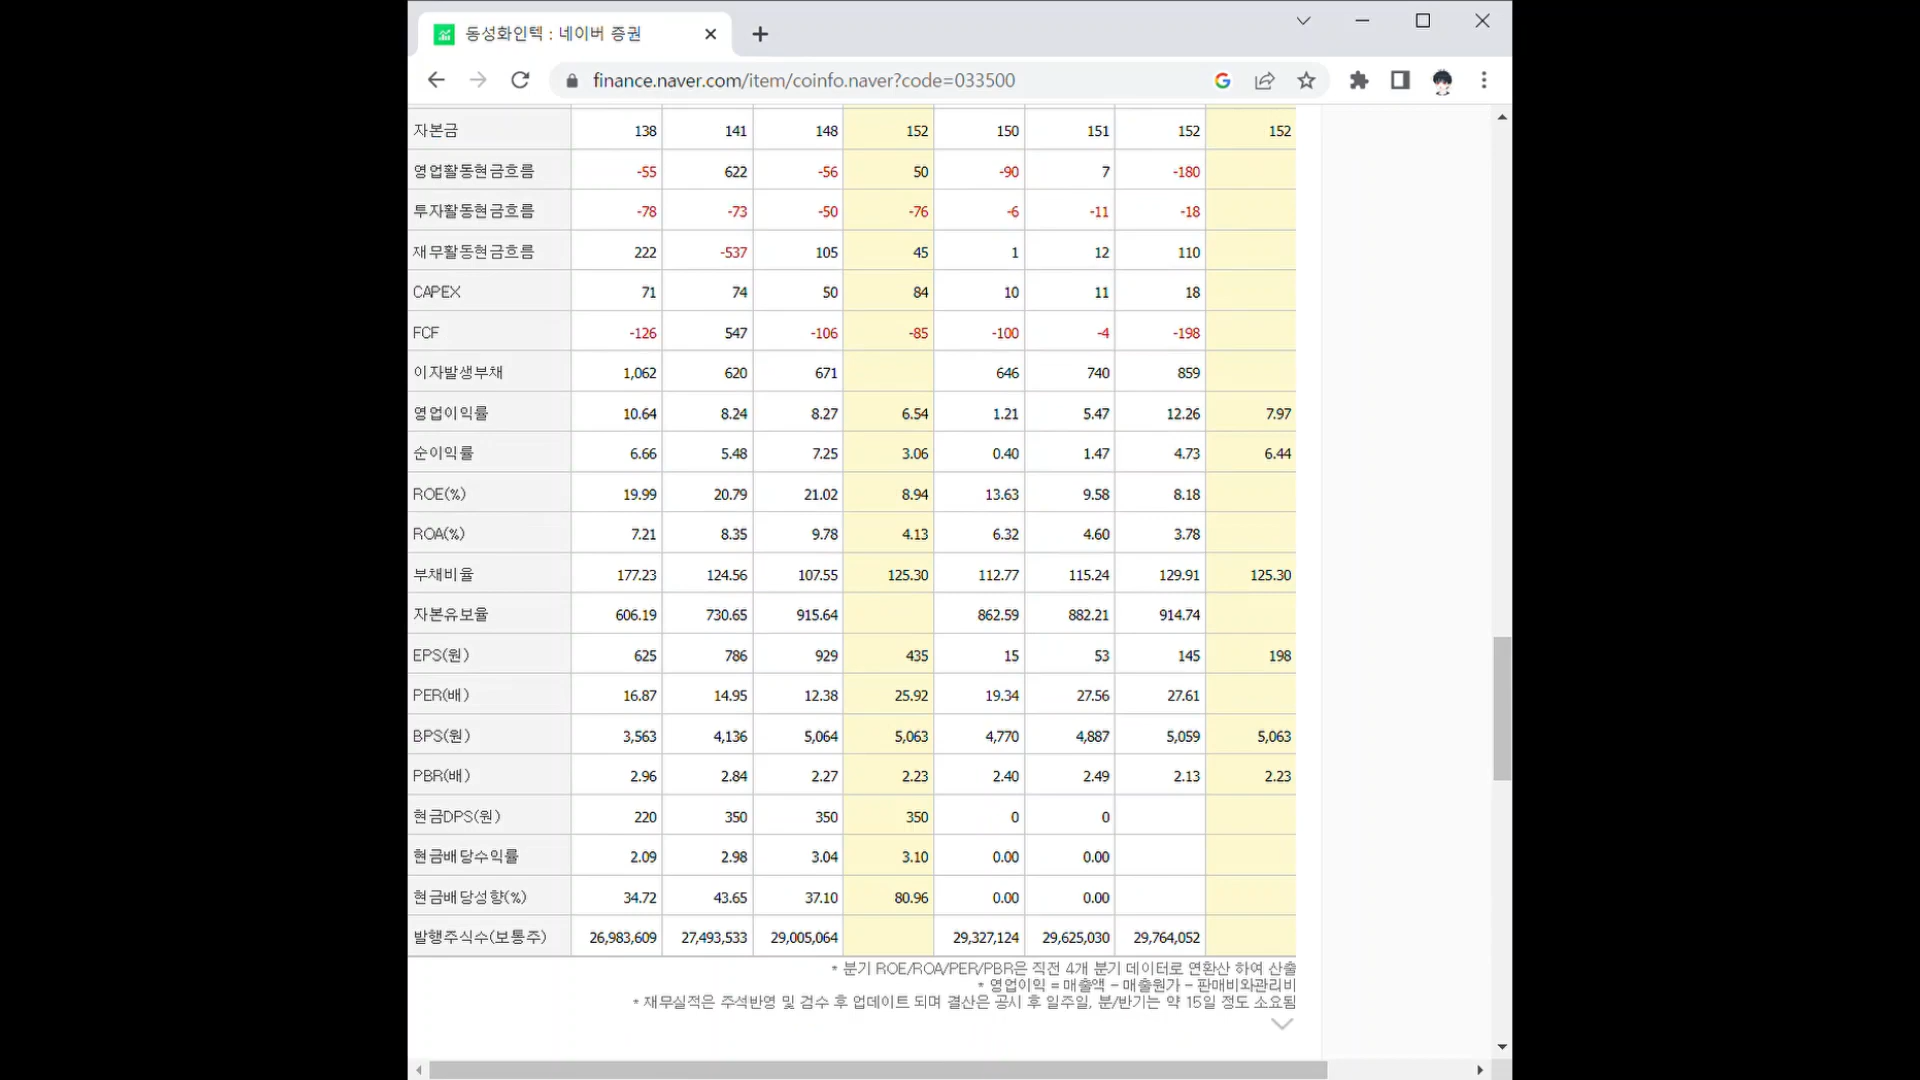 동성화인텍 : 네이버 증권
finance.naver.com/item/coinfo.naver?code=033500
자본금 138 141 148 152 150 151 152 152
영업활동현금흐름 -55 622 -56 50 -90 7 -180
투자활동현금흐름 -78 -73 -50 -76 -6 -11 -18
재무활동현금흐름 222 -537 105 45 1 12 110
CAPEX 71 74 50 84 10 11 18
FCF -126 547 -106 -85 -100 -4 -198
이자발생부채 1,062 620 671 646 740 859
영업이익률 10.64 8.24 8.27 6.54 1.21 5.47 12.26 7.97
순이익률 6.66 5.48 7.25 3.06 0.40 1.47 4.73 6.44
ROE(%) 19.99 20.79 21.02 8.94 13.63 9.58 8.18
ROA(%) 7.21 8.35 9.78 4.13 6.32 4.60 3.78
부채비율 177.23 124.56 107.55 125.30 112.77 115.24 129.91 125.30
자본유보율 606.19 730.65 915.64 862.59 882.21 914.74
EPS(원) 625 786 929 435 15 53 145 198
PER(배) 16.87 14.95 12.38 25.92 19.34 27.56 27.61
BPS(원) 3,563 4,136 5,064 5,063 4,770 4,887 5,059 5,063
PBR(배) 2.96 2.84 2.27 2.23 2.40 2.49 2.13 2.23
현금DPS(원) 220 350 350 350 0 0
현금배당수익률 2.09 2.98 3.04 3.10 0.00 0.00
현금배당성향(%) 34.72 43.65 37.10 80.96 0.00 0.00
발행주식수(보통주) 26,983,609 27,493,533 29,005,064 29,327,124 29,625,030 29,764,052
* 분기 ROE/ROA/PER/PBR은 직전 4개 분기 데이터로 연환산 하여 산출
* 영업이익 = 매출액 - 매출원가 - 판매비와관리비
* 재무실적은 주석반영 및 검수 후 업데이트 되며 결산은 공시 후 일주일, 분/반기는 약 15일 정도 소요됨